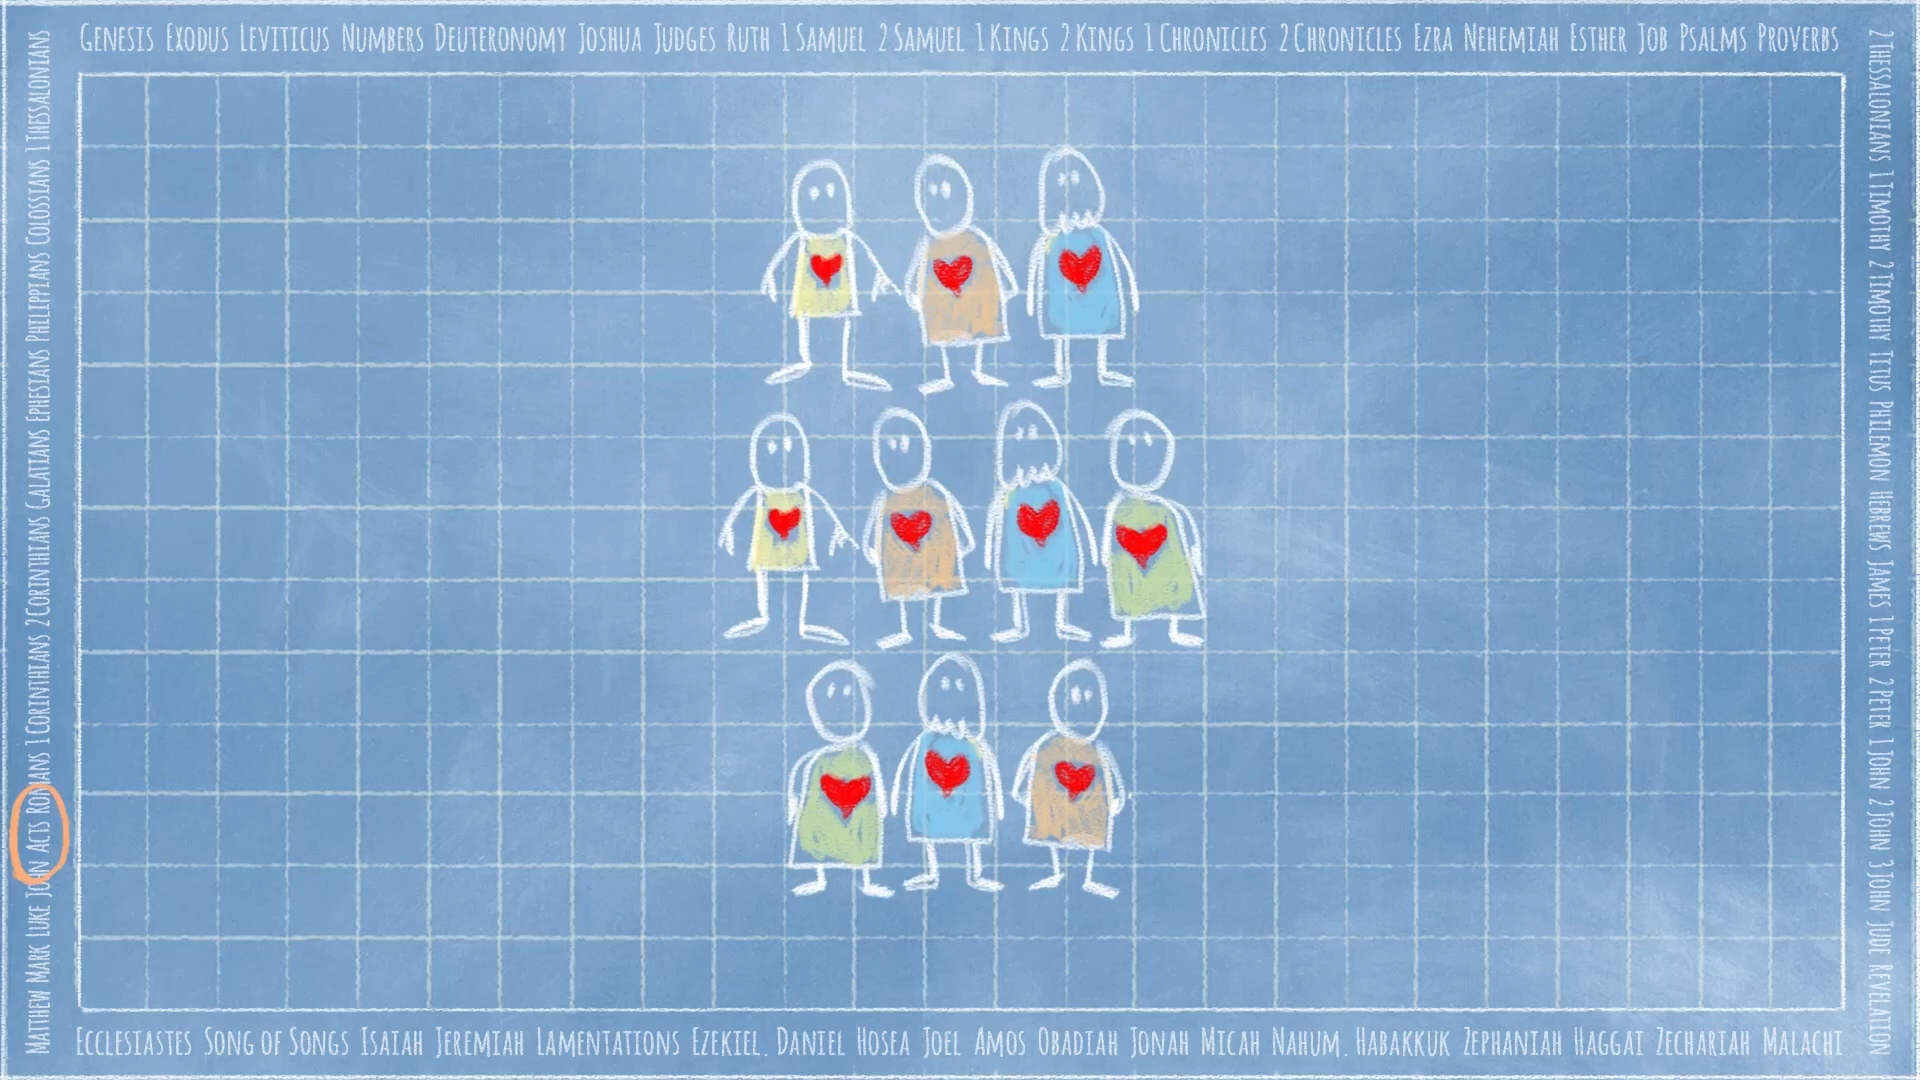 Genesis Exodus Leviticus Numbers Deuteronomy Joshua Judges Ruth 1 Samuel 2 Samuel 1 Kings 2 Kings 1 Chronicles 2 Chronicles Ezra Nehemiah Esther Job Psalms Proverbs
Ecclesiastes Song of Songs Isaiah Jeremiah Lamentations Ezekiel. Daniel Hosea Joel Amos Obadiah Jonah Micah Nahum. Habakkuk Zephaniah Haggai Zechariah Malachi
Matthew Mark Luke John Acts Romans 1 Corinthians 2 Corinthians Galatians Ephesians Philippians Colossians 1 Thessalonians
2 Thessalonians 1 Timothy 2 Timothy Titus Philemon Hebrews James 1 Peter 2 Peter 1 John 2 John 3 John Jude Revelation